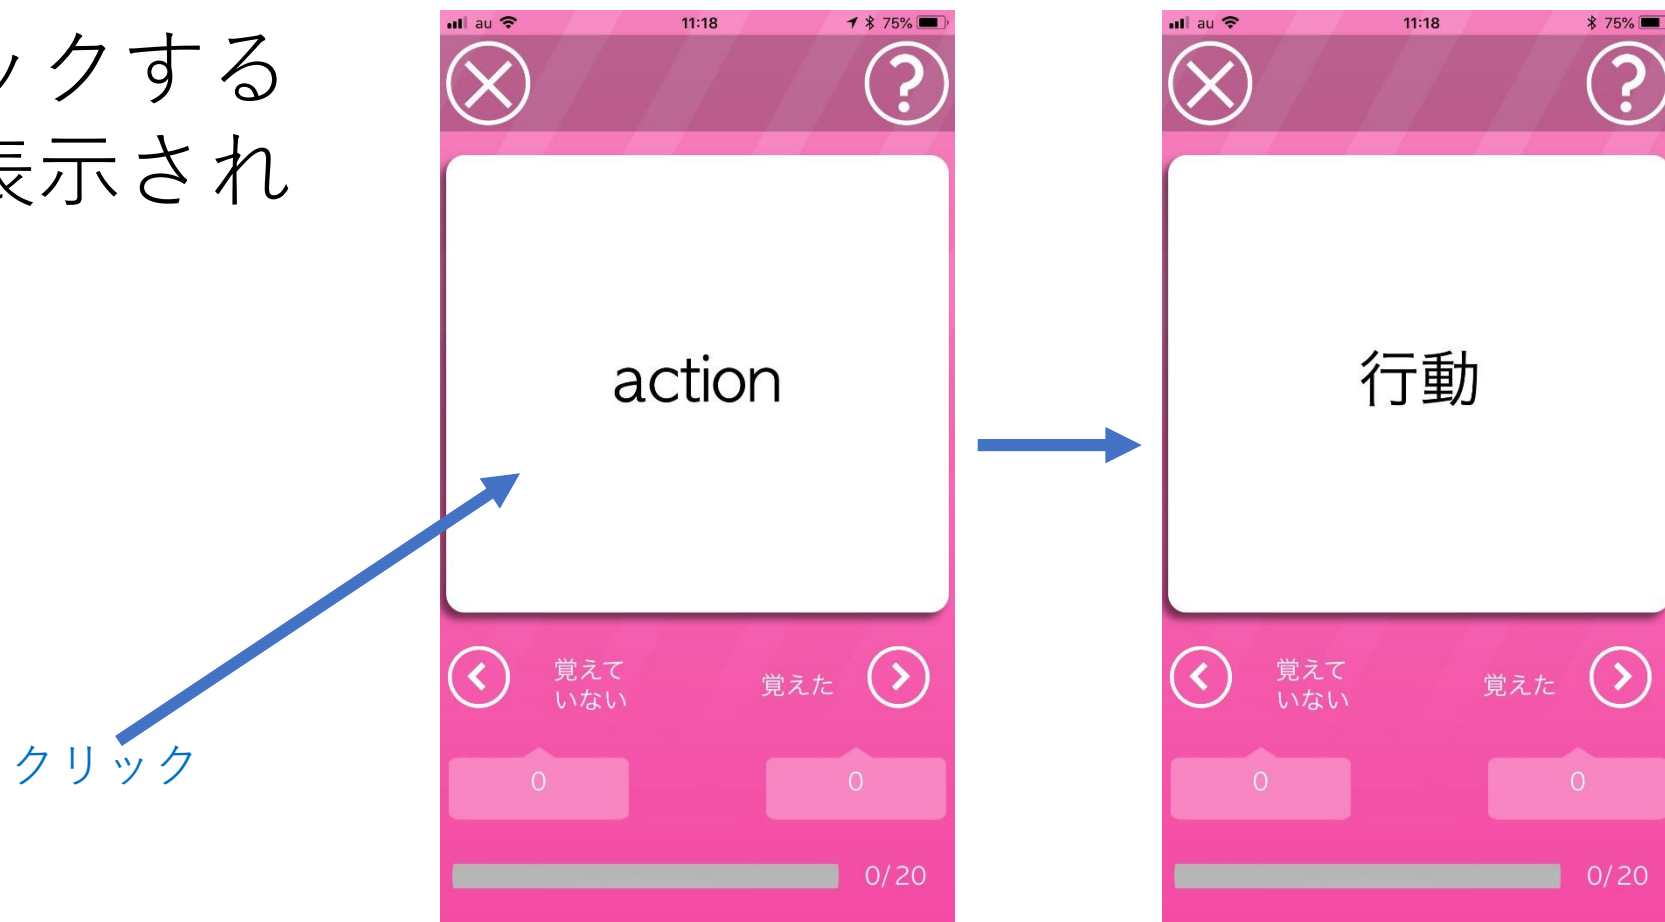 ックする
表示され
クリック
au 11:18 75%
action
覚えて
いない
覚えた
0
0
0/20
au 11:18 75%
行動
覚えて
いない
覚えた
0
0
0/20